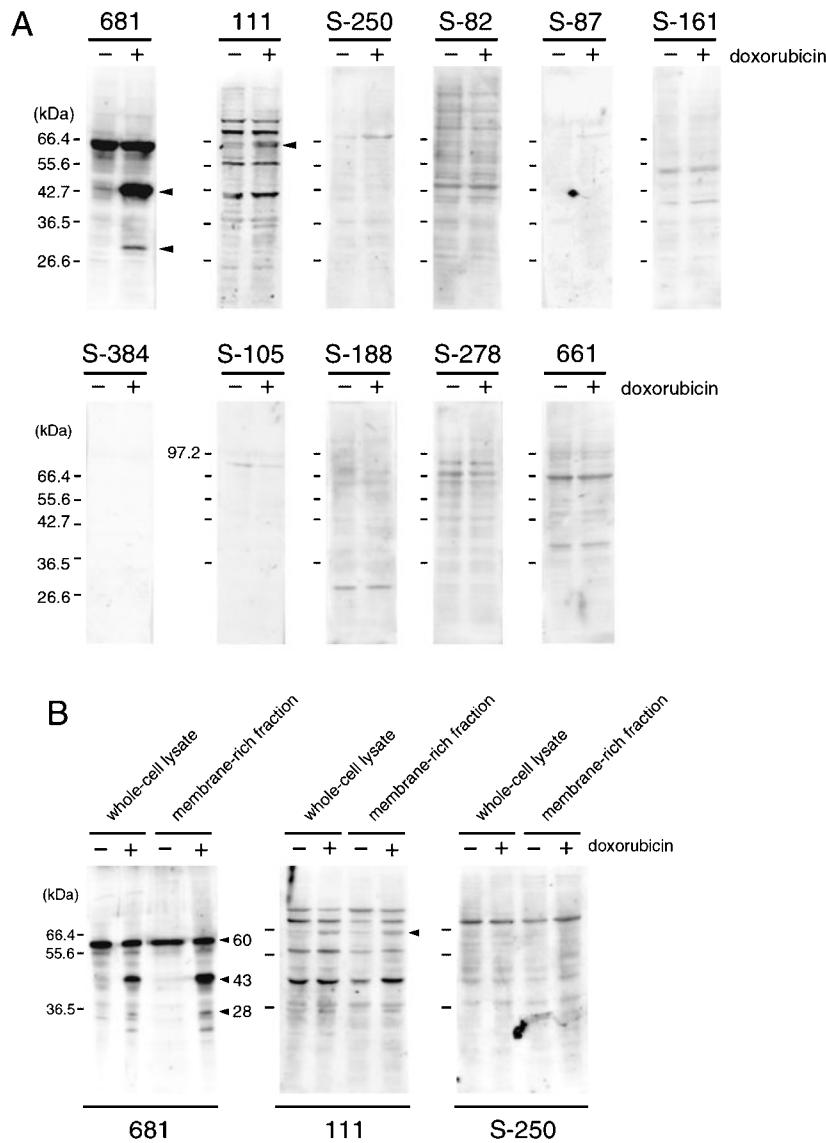 A
681 111 S-250 S-82 S-87 S-161
– + – + – + – + – + – + doxorubicin
(kDa)
66.4
55.6
42.7
36.5
26.6
S-384 S-105 S-188 S-278 661
– + – + – + – + – + doxorubicin
(kDa) 97.2
66.4
55.6
42.7
36.5
26.6
B
whole-cell lysate membrane-rich fraction whole-cell lysate membrane-rich fraction whole-cell lysate membrane-rich fraction
– + – + – + – + – + – + doxorubicin
(kDa)
66.4 60
55.6
43
36.5 28
681 111 S-250